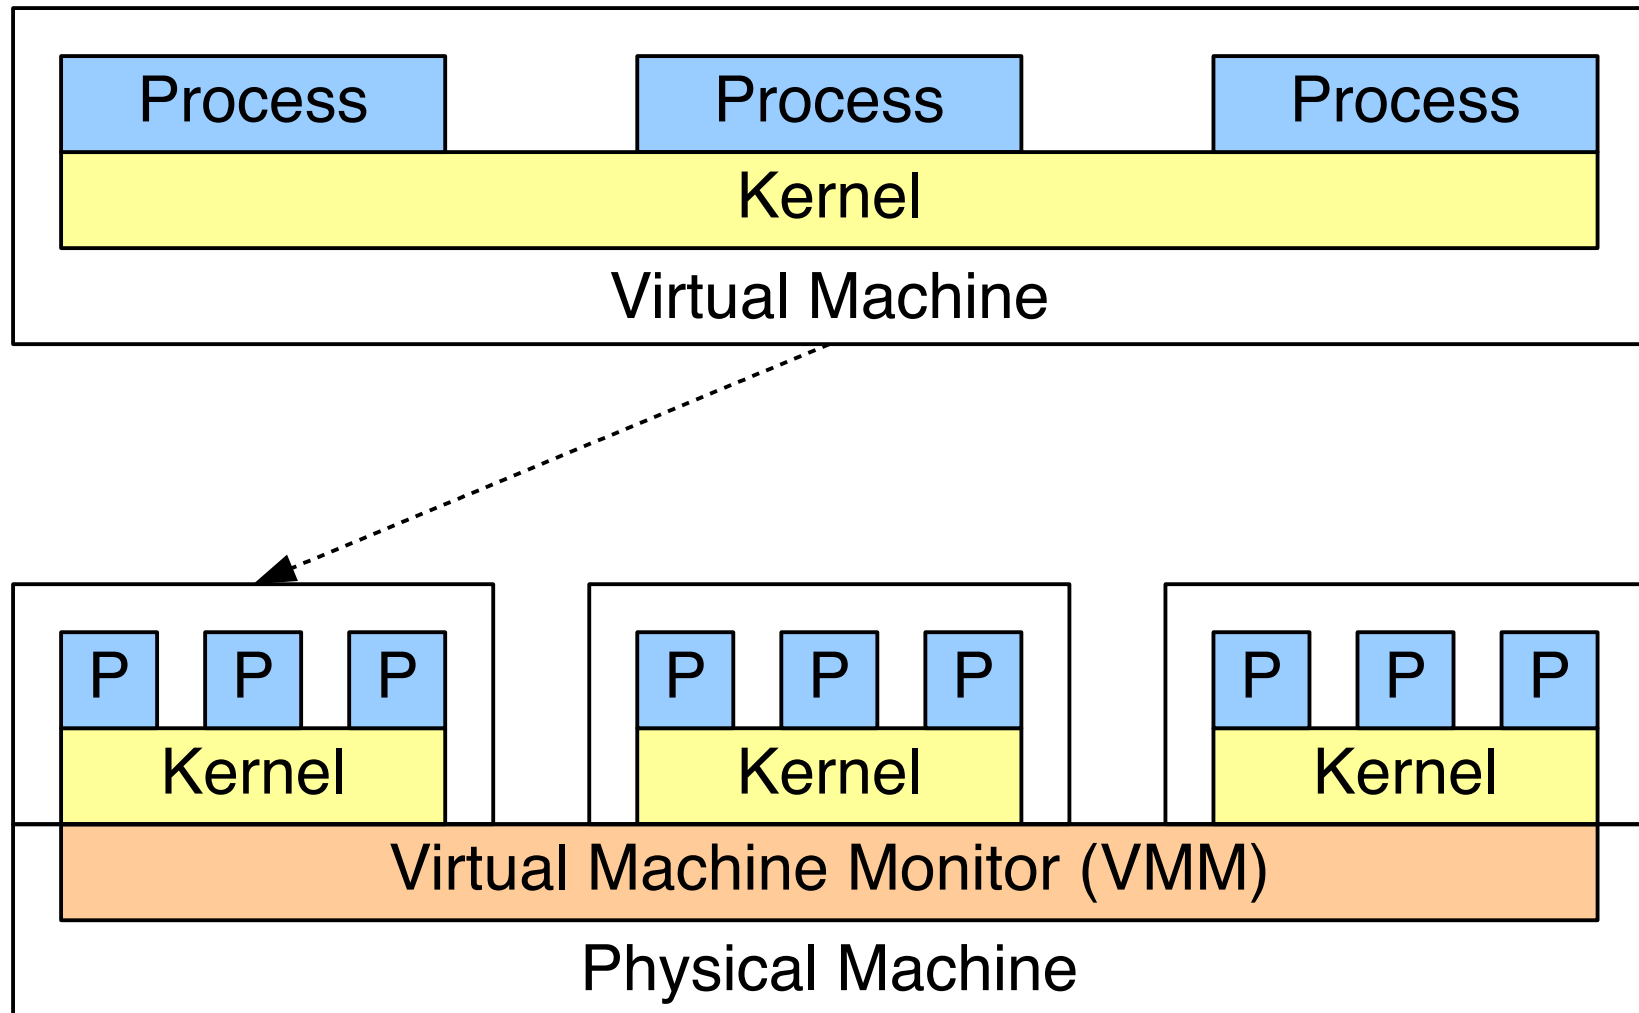 Process Process Process
Kernel
Virtual Machine
P P P P P P P P P
Kernel Kernel Kernel
Virtual Machine Monitor (VMM)
Physical Machine